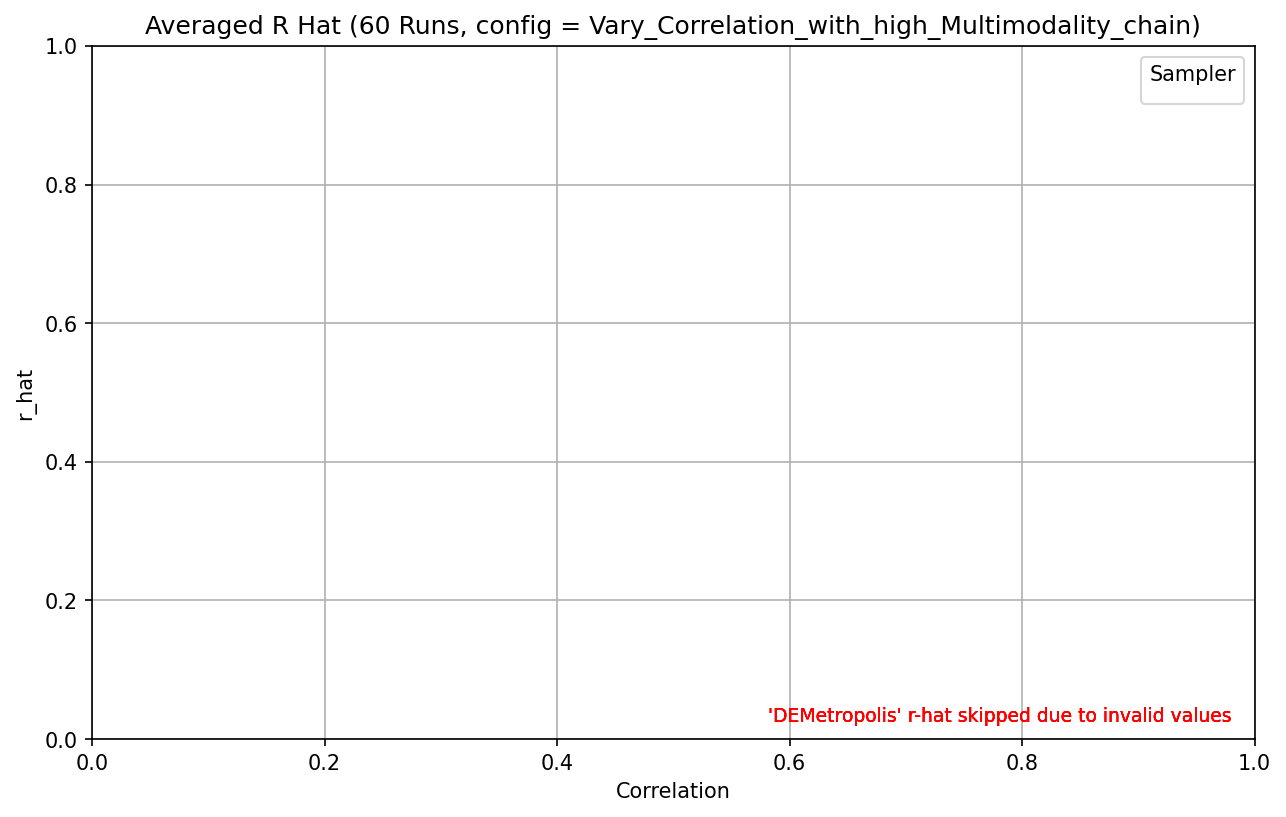 Averaged R Hat (60 Runs, config = Vary_Correlation_with_high_Multimodality_chain)
1.0
Sampler
0.8
0.6
r_hat
0.4
0.2
'DEMetropolis' r-hat skipped due to invalid values
0.0
0.0 0.2 0.4 0.6 0.8 1.0
Correlation